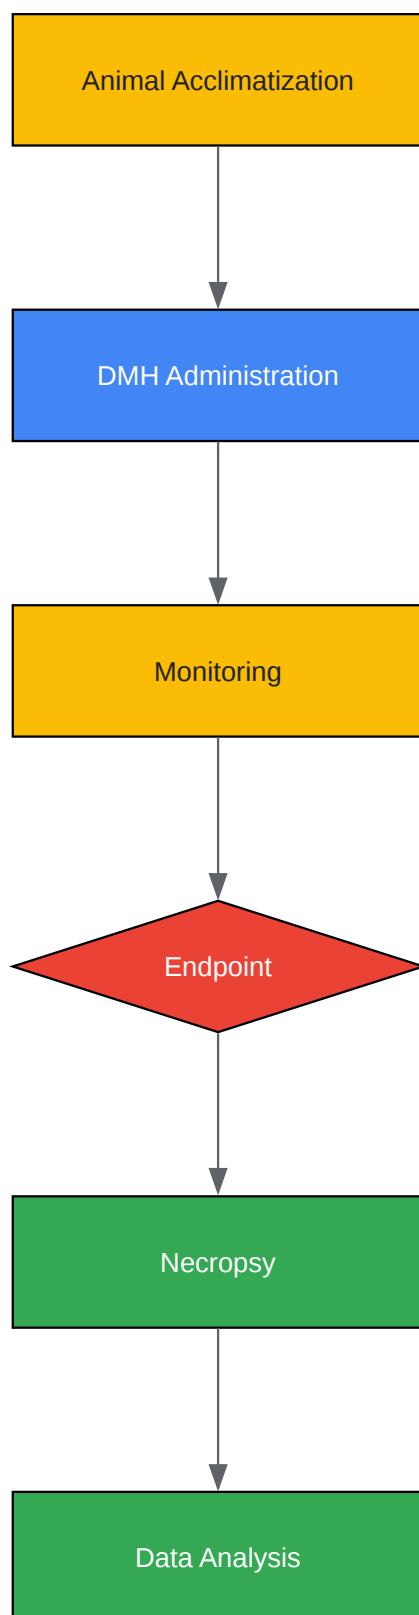 Animal Acclimatization
DMH Administration
Monitoring
Endpoint
Necropsy
Data Analysis